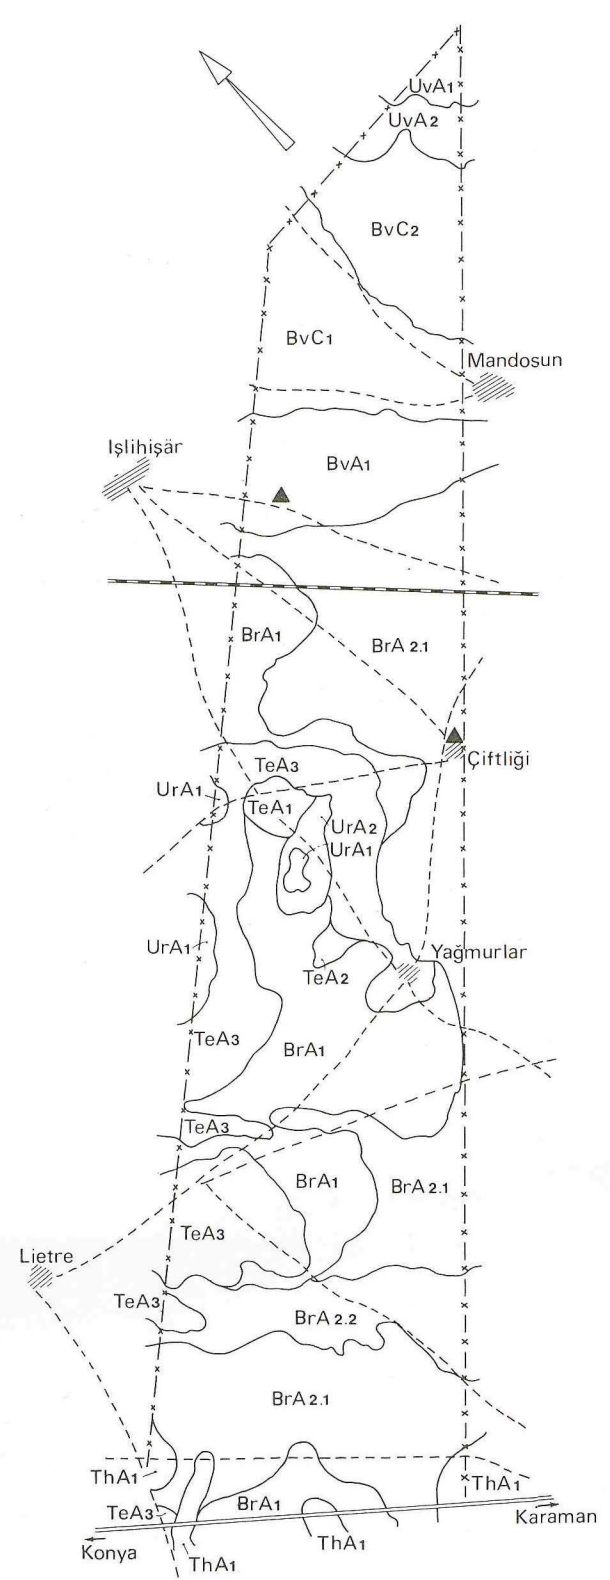 UvA1
UvA2
BvC2
BvC1
Mandosun
Işlihişär
BvA1
BrA1
BrA 2.1
Çiftliği
TeA3
UrA1
TeA1
UrA2
UrA1
UrA1
Yağmurlar
TeA2
TeA3
BrA1
TeA3
BrA1
BrA 2.1
TeA3
Lietre
TeA3
BrA 2.2
BrA 2.1
ThA1
ThA1
TeA3
BrA1
Karaman
Konya
ThA1
ThA1